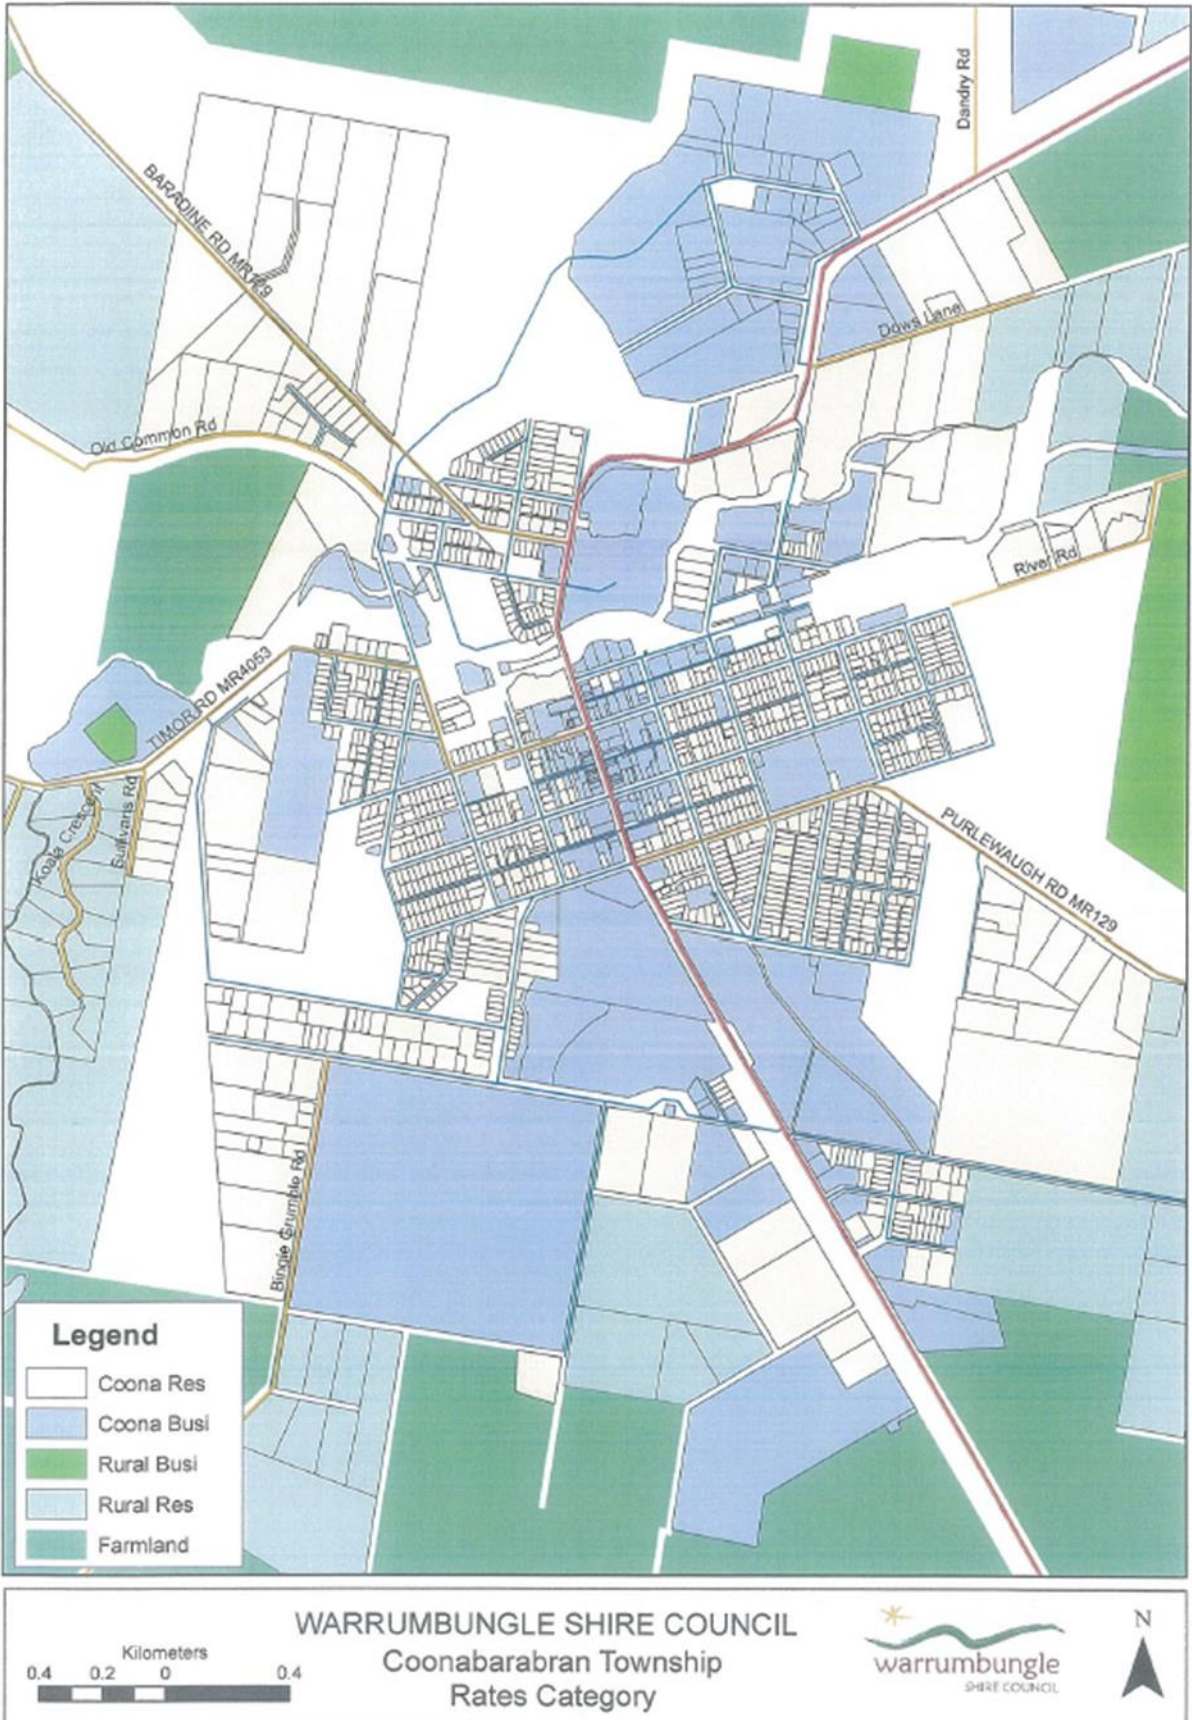 Dandry Rd
BARADINE RD MR129
Dows Lane
Old Common Rd
River Rd
TIMOR RD MR4053
Koala Crescent
Sullivans Rd
PURLEWAUGH RD MR129
Bingie Grumble Rd
Legend
Coona Res
Coona Busi
Rural Busi
Rural Res
Farmland
WARRUMBUNGLE SHIRE COUNCIL
Coonabarabran Township
Rates Category
Kilometers
0.4 0.2 0 0.4
warrumbungle
SHIRE COUNCIL
N